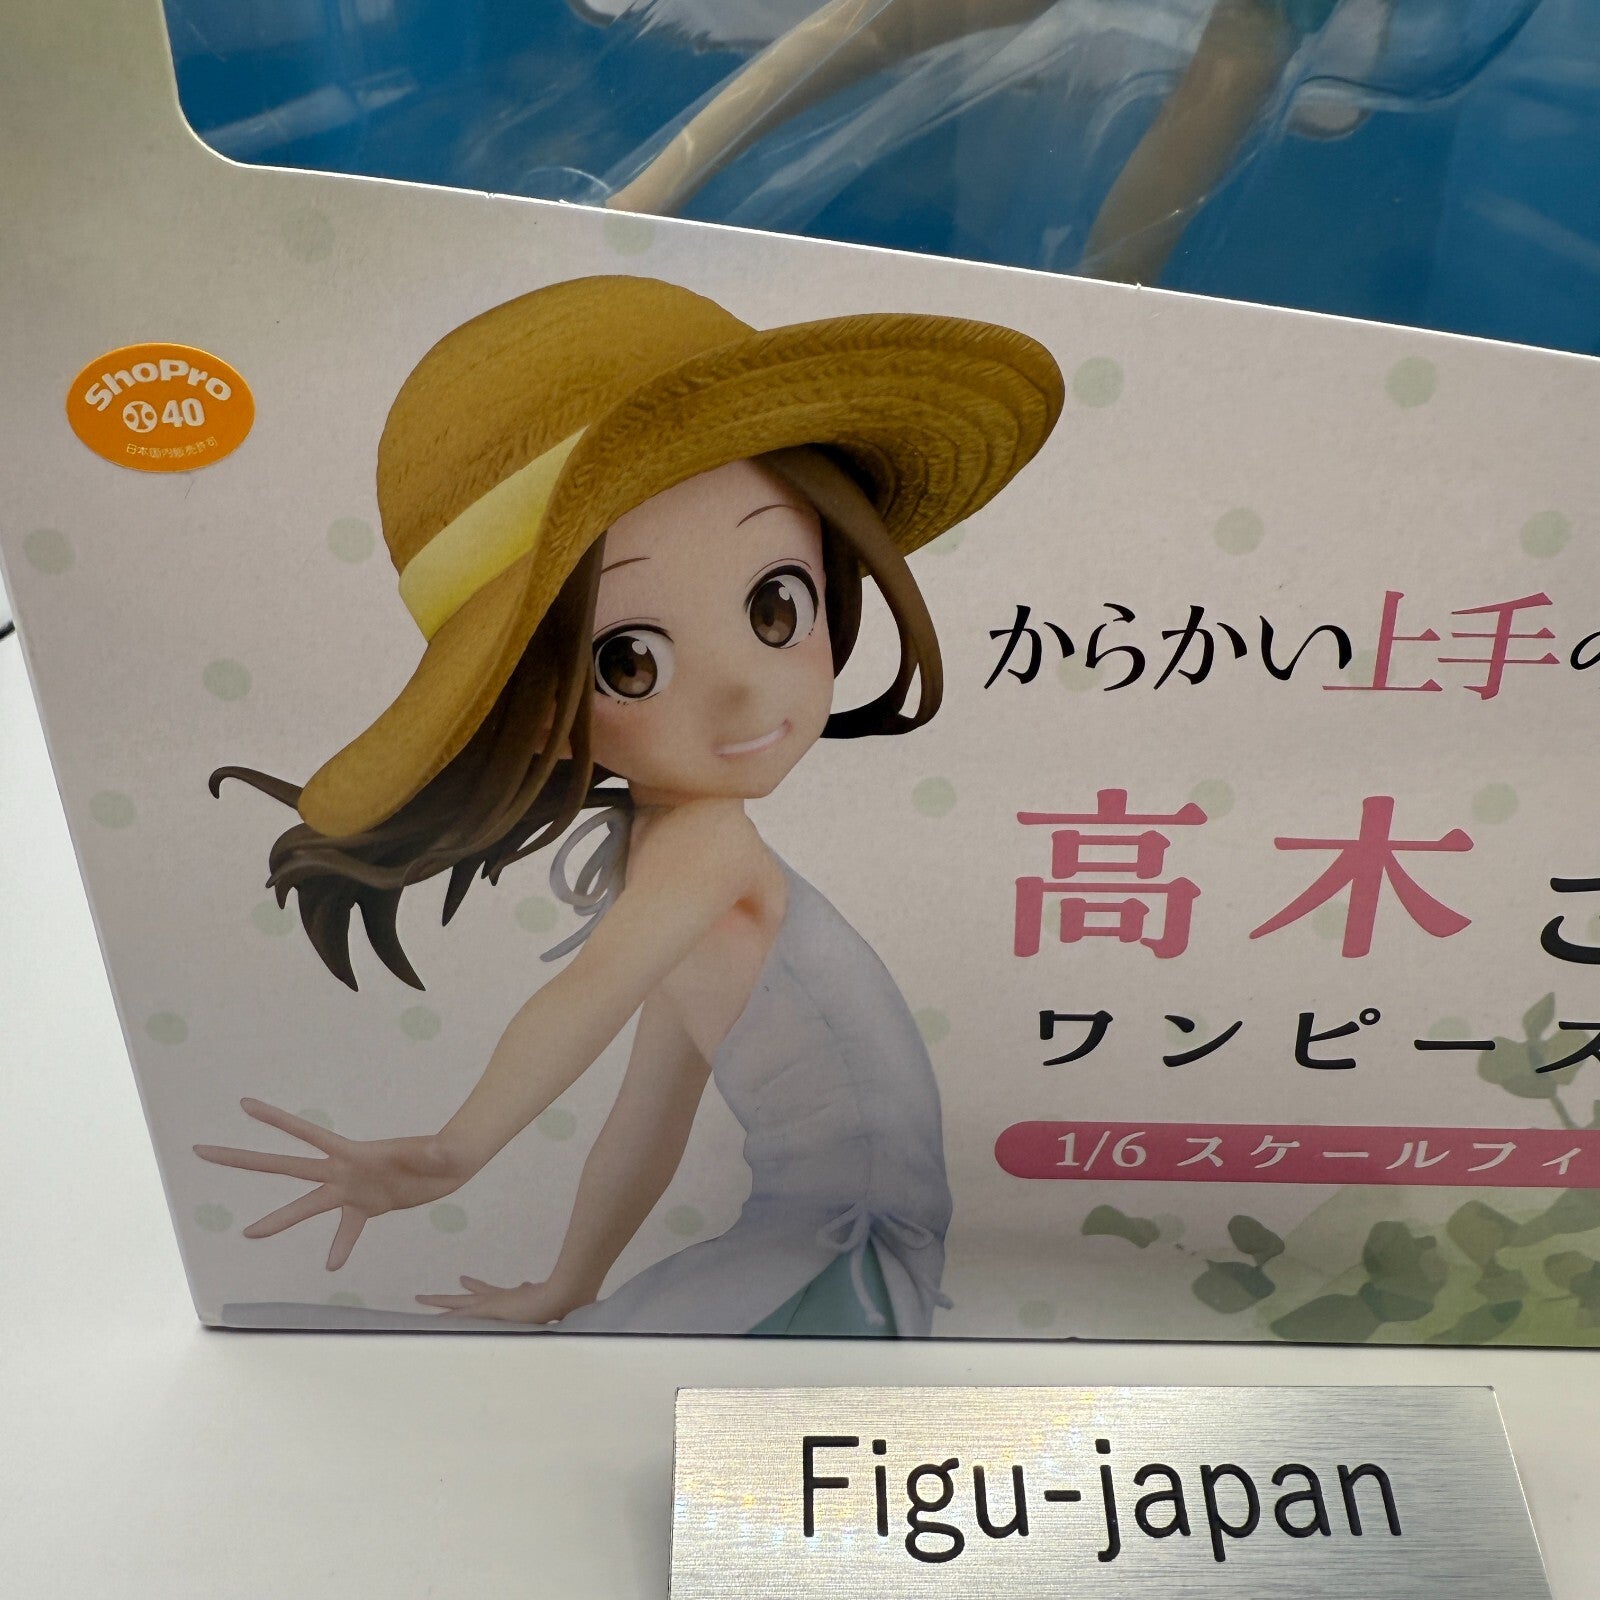 ShoPro
40
日本国内販売許可
からかい上手の
高木さ
ワンピース
1/6 スケールフィ
Figu-japan